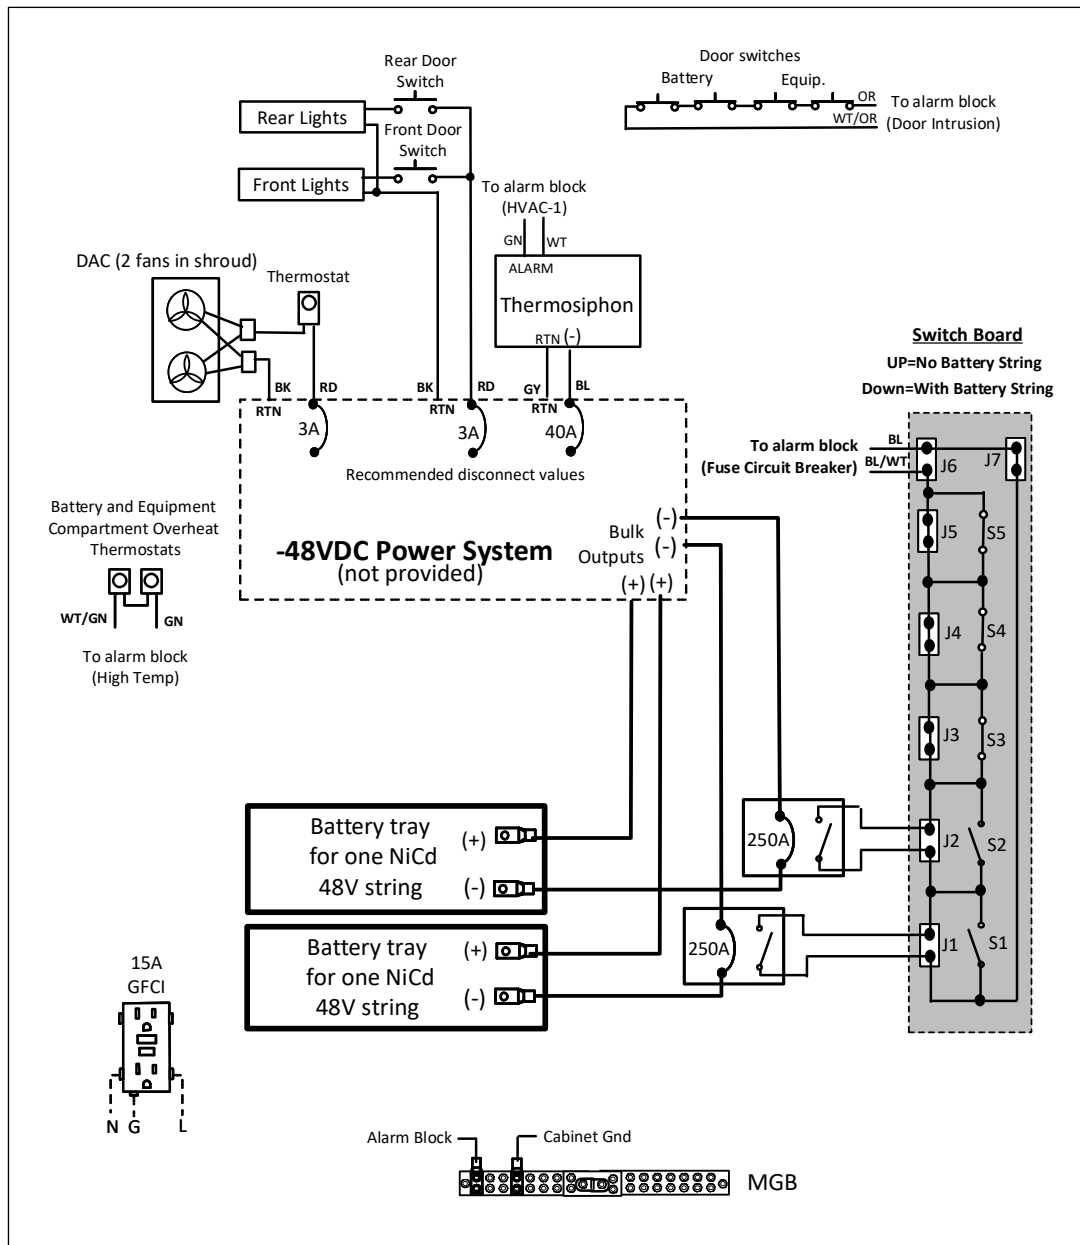 Rear Door
Switch
Rear Lights
Front Door
Switch
Front Lights
Door switches
Battery
Equip.
OR
WT/OR
To alarm block
(Door Intrusion)
To alarm block
(HVAC-1)
GN
WT
ALARM
Thermosiphon
RTN (-)
DAC (2 fans in shroud)
Thermostat
BK
RD
BK
RD
GY
BL
RTN
RTN
RTN
3A
3A
40A
Recommended disconnect values
-48VDC Power System
(not provided)
Bulk
Outputs
(-)
(-)
(+) (+)
Battery and Equipment
Compartment Overheat
Thermostats
WT/GN
GN
To alarm block
(High Temp)
Switch Board
UP=No Battery String
Down=With Battery String
To alarm block
(Fuse Circuit Breaker)
BL
BL/WT
J6
J7
J5
S5
J4
S4
J3
S3
J2
S2
J1
S1
250A
250A
Battery tray
for one NiCd
48V string
(+)
(-)
Battery tray
for one NiCd
48V string
(+)
(-)
15A
GFCI
N G L
Alarm Block
Cabinet Gnd
MGB